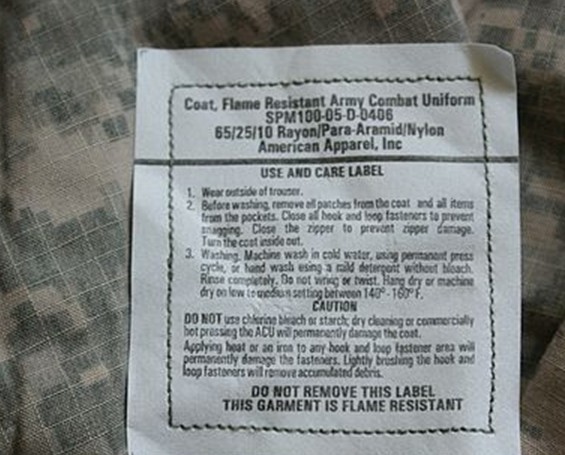 Coat, Flame Resistant Army Combat Uniform
SPM100-05-D-0406
65/25/10 Rayon/Para-Aramid/Nylon
American Apparel, Inc
USE AND CARE LABEL
1. Wear outside of trouser.
2. Before washing, remove all patches from the coat and all items
from the pockets. Close all hook and loop fasteners to prevent
snagging. Close the zipper to prevent zipper damage.
Turn the coat inside out.
3. Washing. Machine wash in cold water, using permanent press
cycle, or hand wash using a mild detergent without bleach.
Rinse completely. Do not wring or twist. Hang dry or machine
dry on low to medium setting between 140° - 160° F.
CAUTION
DO NOT use chlorine bleach or starch; dry cleaning or commercially
hot pressing the ACU will permanently damage the coat.
Applying heat or an iron to any hook and loop fastener area will
permanently damage the fasteners. Lightly brushing the hook and
loop fasteners will remove accumulated debris.
DO NOT REMOVE THIS LABEL
THIS GARMENT IS FLAME RESISTANT